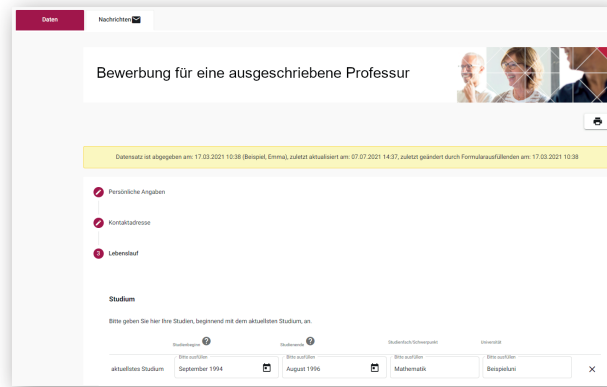 Daten
Nachrichten
Bewerbung für eine ausgeschriebene Professur
Datensatz ist abgegeben am: 17.03.2021 10:38 (Beispiel, Emma), zuletzt aktualisiert am: 07.07.2021 14:37, zuletzt geändert durch Formularausfüllenden am: 17.03.2021 10:38
Persönliche Angaben
Kontaktadresse
3 Lebenslauf
Studium
Bitte geben Sie hier Ihre Studien, beginnend mit dem aktuellsten Studium, an.
Studienbeginn ? Studienende ? Studienfach/Schwerpunkt Universität
Bitte ausfüllen Bitte ausfüllen Bitte ausfüllen Bitte ausfüllen
aktuellstes Studium September 1994 August 1996 Mathematik Beispieluni